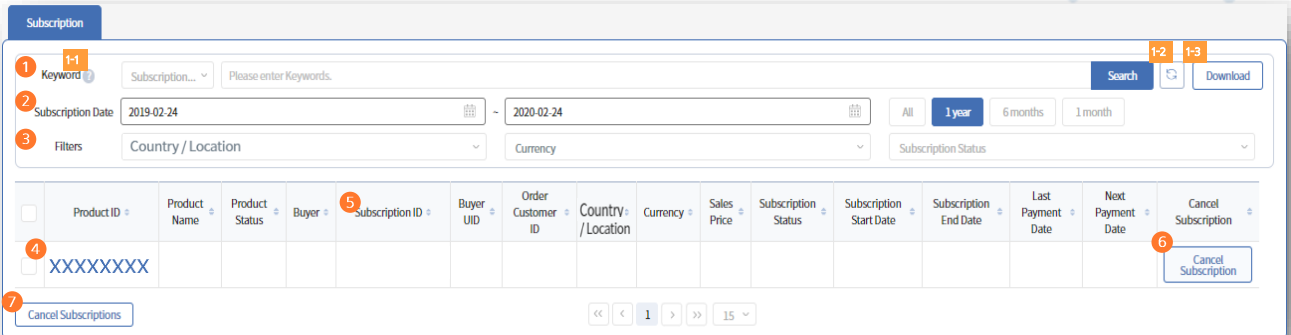 Subscription
1 Keyword ? 1-1 Subscription... Please enter Keywords. Search 1-2 1-3 Download
2 Subscription Date 2019-02-24 ~ 2020-02-24 All 1 year 6 months 1 month
3 Filters Country / Location Currency Subscription Status
Product ID Product Name Product Status Buyer 5 Subscription ID Buyer UID Order Customer ID Country / Location Currency Sales Price Subscription Status Subscription Start Date Subscription End Date Last Payment Date Next Payment Date Cancel Subscription
4 XXXXXXXX 6 Cancel Subscription
7 Cancel Subscriptions << < 1 > >> 15